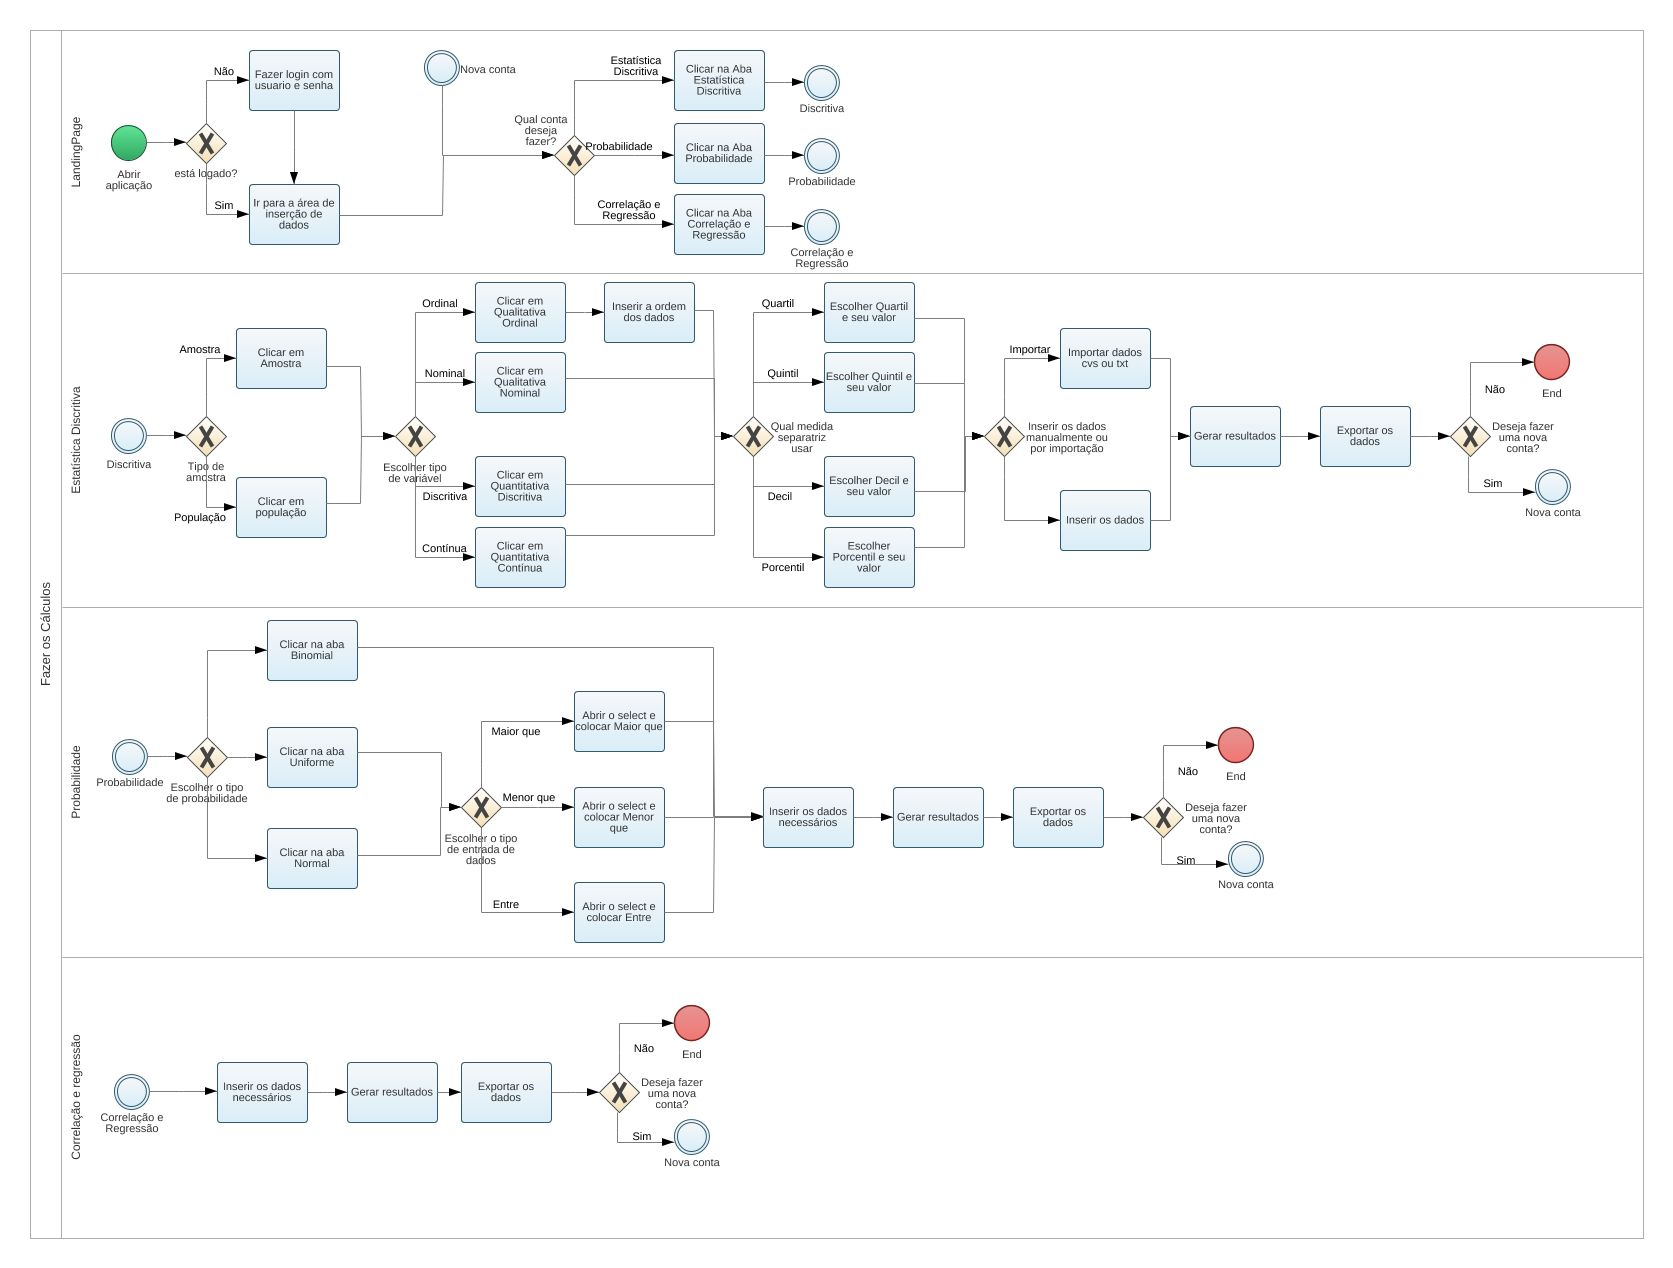 Fazer os Cálculos
LandingPage
Abrir
aplicação
está logado?
Não
Fazer login com
usuario e senha
Sim
Ir para a área de
inserção de
dados
Nova conta
Qual conta
deseja
fazer?
Estatística
Discritiva
Clicar na Aba
Estatística
Discritiva
Discritiva
Probabilidade
Clicar na Aba
Probabilidade
Probabilidade
Correlação e
Regressão
Clicar na Aba
Correlação e
Regressão
Correlação e
Regressão
Estatística Discritiva
Discritiva
Tipo de
amostra
Amostra
Clicar em
Amostra
População
Clicar em
população
Escolher tipo
de variável
Ordinal
Clicar em
Qualitativa
Ordinal
Inserir a ordem
dos dados
Nominal
Clicar em
Qualitativa
Nominal
Discritiva
Clicar em
Quantitativa
Discritiva
Contínua
Clicar em
Quantitativa
Contínua
Qual medida
separatriz
usar
Quartil
Escolher Quartil
e seu valor
Quintil
Escolher Quintil e
seu valor
Decil
Escolher Decil e
seu valor
Porcentil
Escolher
Porcentil e seu
valor
Inserir os dados
manualmente ou
por importação
Importar
Importar dados
cvs ou txt
Inserir os dados
Gerar resultados
Exportar os
dados
Deseja fazer
uma nova
conta?
Não
End
Sim
Nova conta
Probabilidade
Probabilidade
Escolher o tipo
de probabilidade
Clicar na aba
Binomial
Clicar na aba
Uniforme
Clicar na aba
Normal
Escolher o tipo
de entrada de
dados
Maior que
Abrir o select e
colocar Maior que
Menor que
Abrir o select e
colocar Menor
que
Entre
Abrir o select e
colocar Entre
Inserir os dados
necessários
Gerar resultados
Exportar os
dados
Deseja fazer
uma nova
conta?
Não
End
Sim
Nova conta
Correlação e regressão
Correlação e
Regressão
Inserir os dados
necessários
Gerar resultados
Exportar os
dados
Deseja fazer
uma nova
conta?
Não
End
Sim
Nova conta